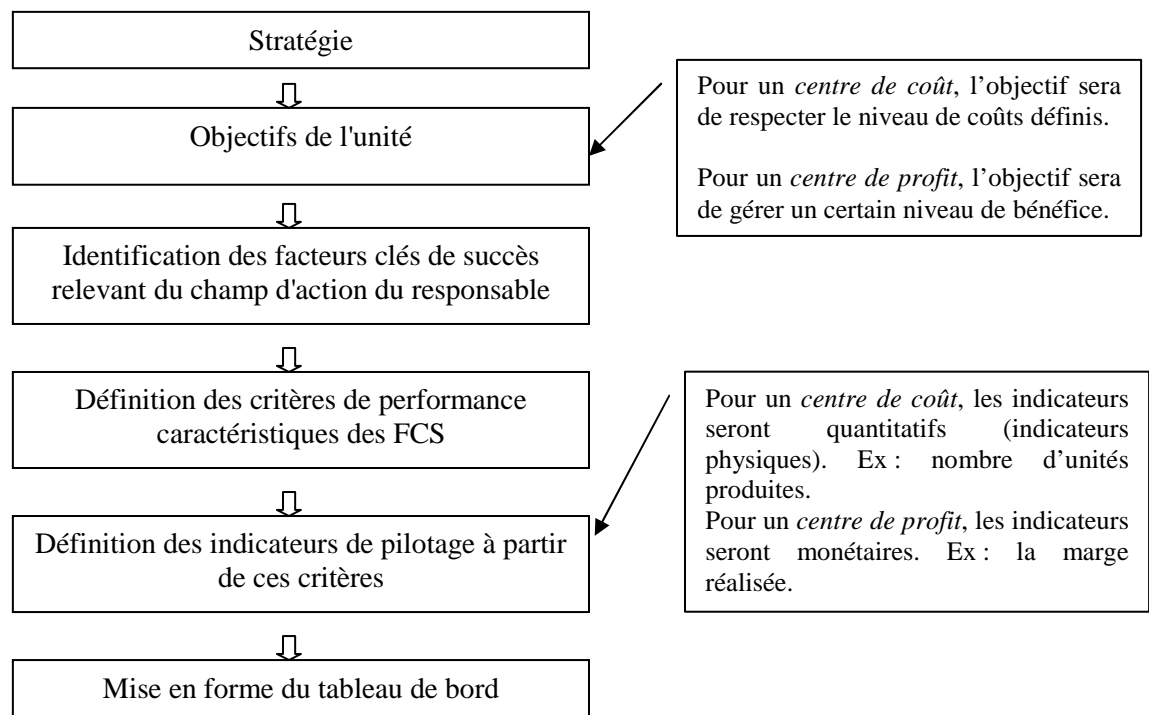 Stratégie
Objectifs de l'unité
Pour un centre de coût, l’objectif sera
de respecter le niveau de coûts définis.
Pour un centre de profit, l’objectif sera
de gérer un certain niveau de bénéfice.
Identification des facteurs clés de succès
relevant du champ d'action du responsable
Définition des critères de performance
caractéristiques des FCS
Définition des indicateurs de pilotage à partir
de ces critères
Pour un centre de coût, les indicateurs
seront quantitatifs (indicateurs
physiques). Ex : nombre d’unités
produites.
Pour un centre de profit, les indicateurs
seront monétaires. Ex : la marge
réalisée.
Mise en forme du tableau de bord